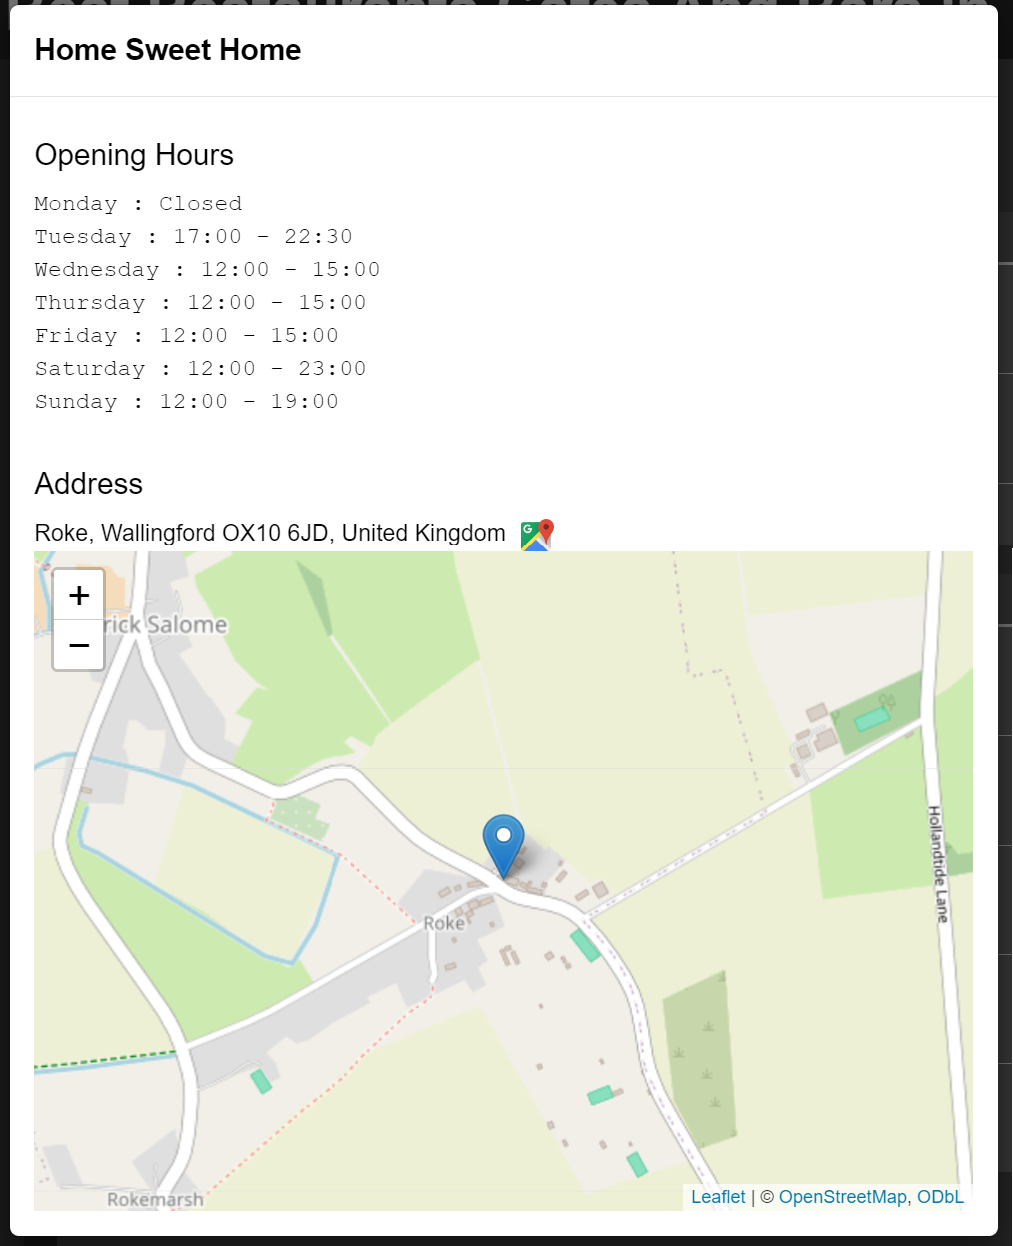 Home Sweet Home
Opening Hours
Monday : Closed
Tuesday : 17:00 - 22:30
Wednesday : 12:00 - 15:00
Thursday : 12:00 - 15:00
Friday : 12:00 - 15:00
Saturday : 12:00 - 23:00
Sunday : 12:00 - 19:00
Address
Roke, Wallingford OX10 6JD, United Kingdom
G
+
rick Salome
−
Hollandtide Lane
Roke
Rokemarsh
Leaflet | © OpenStreetMap, ODbL